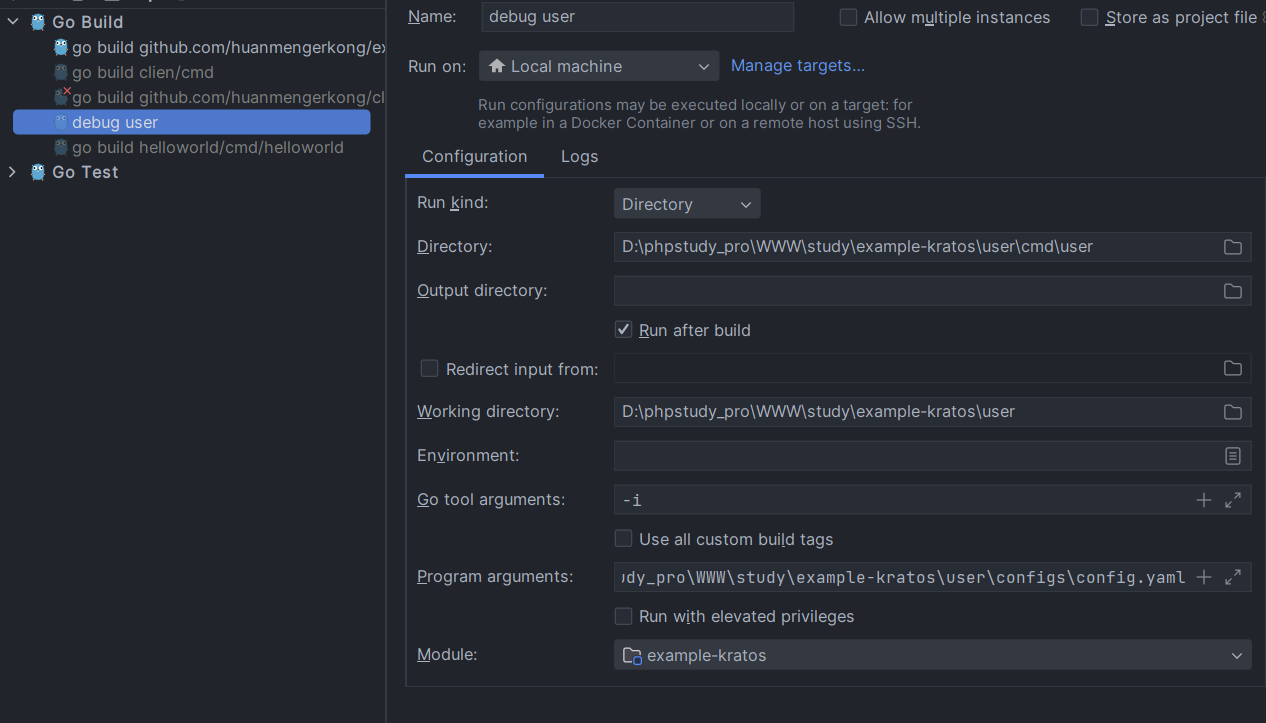 Go Build
go build github.com/huanmengerkong/ex
go build clien/cmd
go build github.com/huanmengerkong/cl
debug user
go build helloworld/cmd/helloworld
Go Test
Name: debug user Allow multiple instances Store as project file
Run on: Local machine Manage targets...
Run configurations may be executed locally or on a target: for
example in a Docker Container or on a remote host using SSH.
Configuration Logs
Run kind: Directory
Directory: D:\phpstudy_pro\WWW\study\example-kratos\user\cmd\user
Output directory:
Run after build
Redirect input from:
Working directory: D:\phpstudy_pro\WWW\study\example-kratos\user
Environment:
Go tool arguments: -i
Use all custom build tags
Program arguments: udy_pro\WWW\study\example-kratos\user\configs\config.yaml
Run with elevated privileges
Module: example-kratos